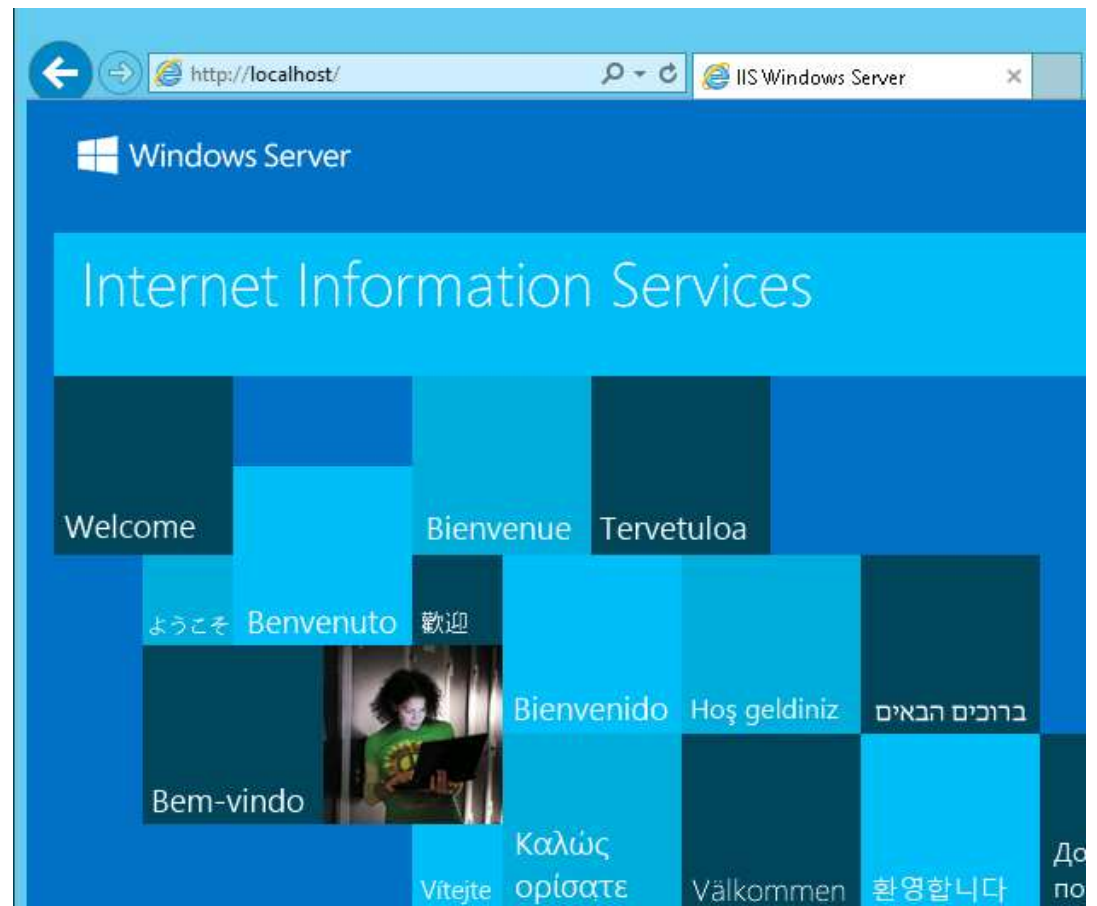 http://localhost/
IIS Windows Server
Windows Server
Internet Information Services
Welcome
Bienvenue
Tervetuloa
ようこそ
Benvenuto
歡迎
Bienvenido
Hoş geldiniz
ברוכים הבאים
Bem-vindo
Vítejte
Καλώς
ορίσατε
Välkommen
환영합니다